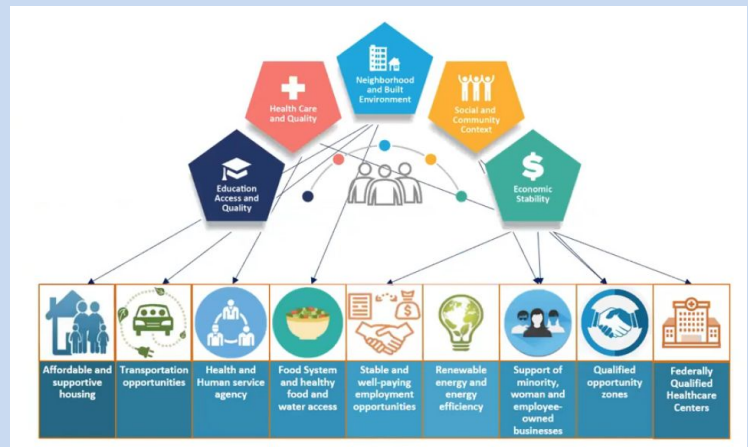 Neighborhood
and Built
Environment
Health Care
and Quality
Social and
Community
Context
Education
Access and
Quality
$
Economic
Stability
$
Affordable and
supportive
housing
Transportation
opportunities
Health and
Human service
agency
Food System
and healthy
food and
water access
Stable and
well-paying
employment
opportunities
Renewable
energy and
energy
efficiency
Support of
minority,
woman and
employee-
owned
businesses
Qualified
opportunity
zones
Federally
Qualified
Healthcare
Centers